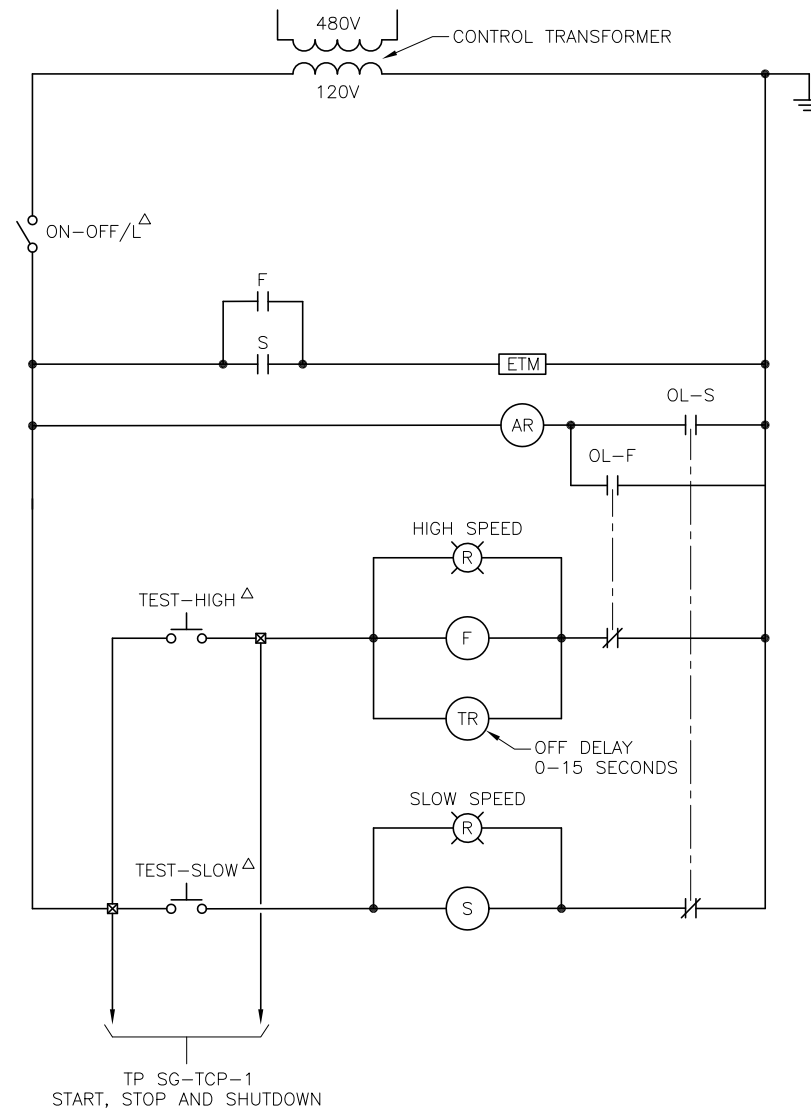 480V
CONTROL TRANSFORMER
120V
ON-OFF/L△
F
S
ETM
OL-S
AR
OL-F
HIGH SPEED
R
TEST-HIGH△
F
TR
OFF DELAY
0-15 SECONDS
SLOW SPEED
R
TEST-SLOW△
S
TP SG-TCP-1
START, STOP AND SHUTDOWN